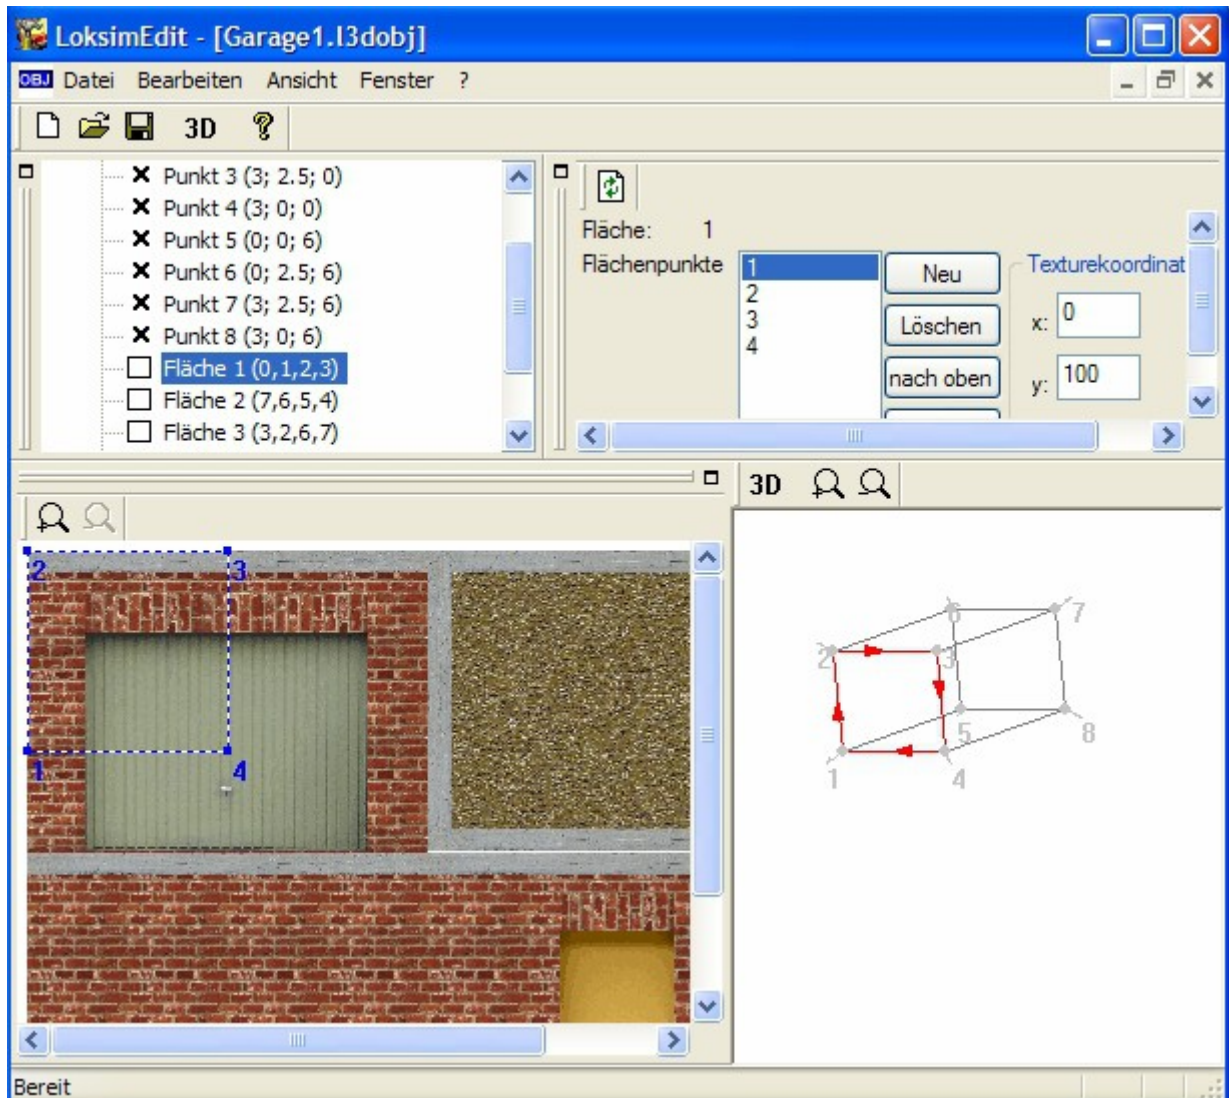 LoksimEdit - [Garage1.l3dobj]
OBJ Datei Bearbeiten Ansicht Fenster ?
3D
Punkt 3 (3; 2.5; 0)
Punkt 4 (3; 0; 0)
Punkt 5 (0; 0; 6)
Punkt 6 (0; 2.5; 6)
Punkt 7 (3; 2.5; 6)
Punkt 8 (3; 0; 6)
Fläche 1 (0,1,2,3)
Fläche 2 (7,6,5,4)
Fläche 3 (3,2,6,7)
Fläche: 1
Flächenpunkte
1
2
3
4
Neu
Löschen
nach oben
Texturekoordinat
x: 0
y: 100
2 3
1 4
3D
6 7
2 3
5 8
1 4
Bereit